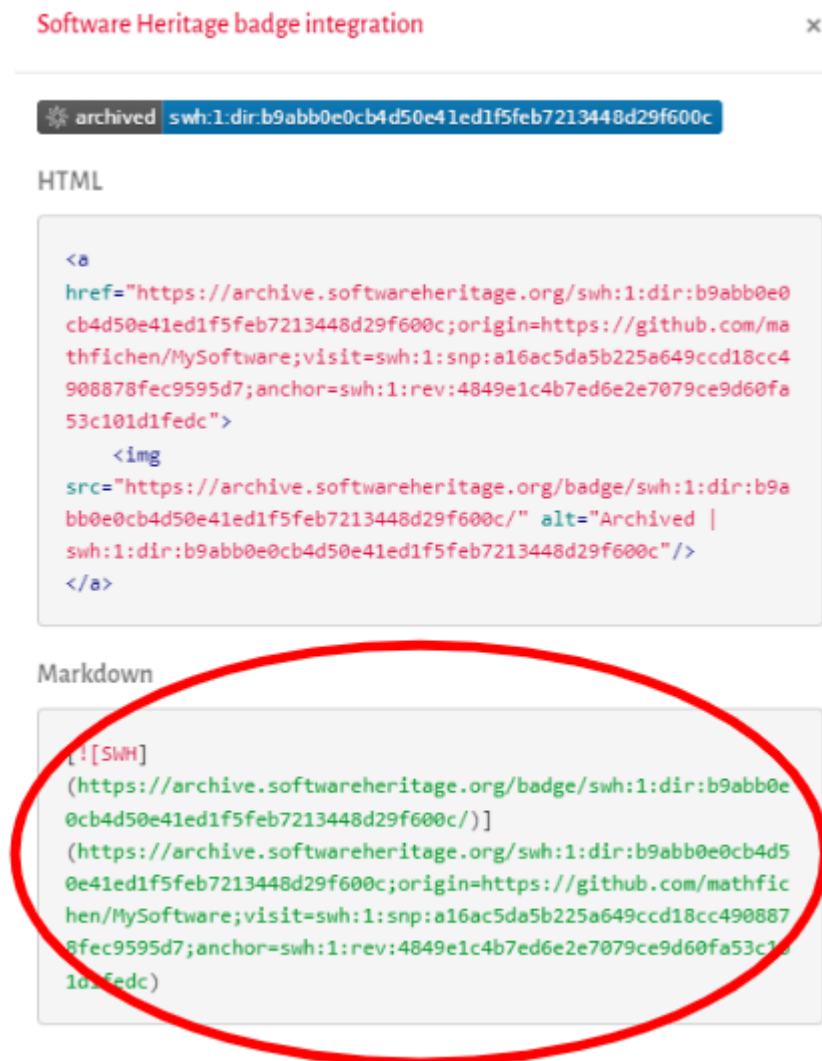 Software Heritage badge integration ×
archived swh:1:dir:b9abb0e0cb4d50e41ed1f5feb7213448d29f600c
HTML
<a
href="https://archive.softwareheritage.org/swh:1:dir:b9abb0e0
cb4d50e41ed1f5feb7213448d29f600c;origin=https://github.com/ma
thfichen/MySoftware;visit=swh:1:snp:a16ac5da5b225a649ccd18cc4
908878fec9595d7;anchor=swh:1:rev:4849e1c4b7ed6e2e7079ce9d60fa
53c101d1fedc">
<img
src="https://archive.softwareheritage.org/badge/swh:1:dir:b9a
bb0e0cb4d50e41ed1f5feb7213448d29f600c/" alt="Archived |
swh:1:dir:b9abb0e0cb4d50e41ed1f5feb7213448d29f600c"/>
</a>
Markdown
[![SWH]
(https://archive.softwareheritage.org/badge/swh:1:dir:b9abb0e
0cb4d50e41ed1f5feb7213448d29f600c/)]
(https://archive.softwareheritage.org/swh:1:dir:b9abb0e0cb4d5
0e41ed1f5feb7213448d29f600c;origin=https://github.com/mathfic
hen/MySoftware;visit=swh:1:snp:a16ac5da5b225a649ccd18cc490887
8fec9595d7;anchor=swh:1:rev:4849e1c4b7ed6e2e7079ce9d60fa53c10
1d1fedc)